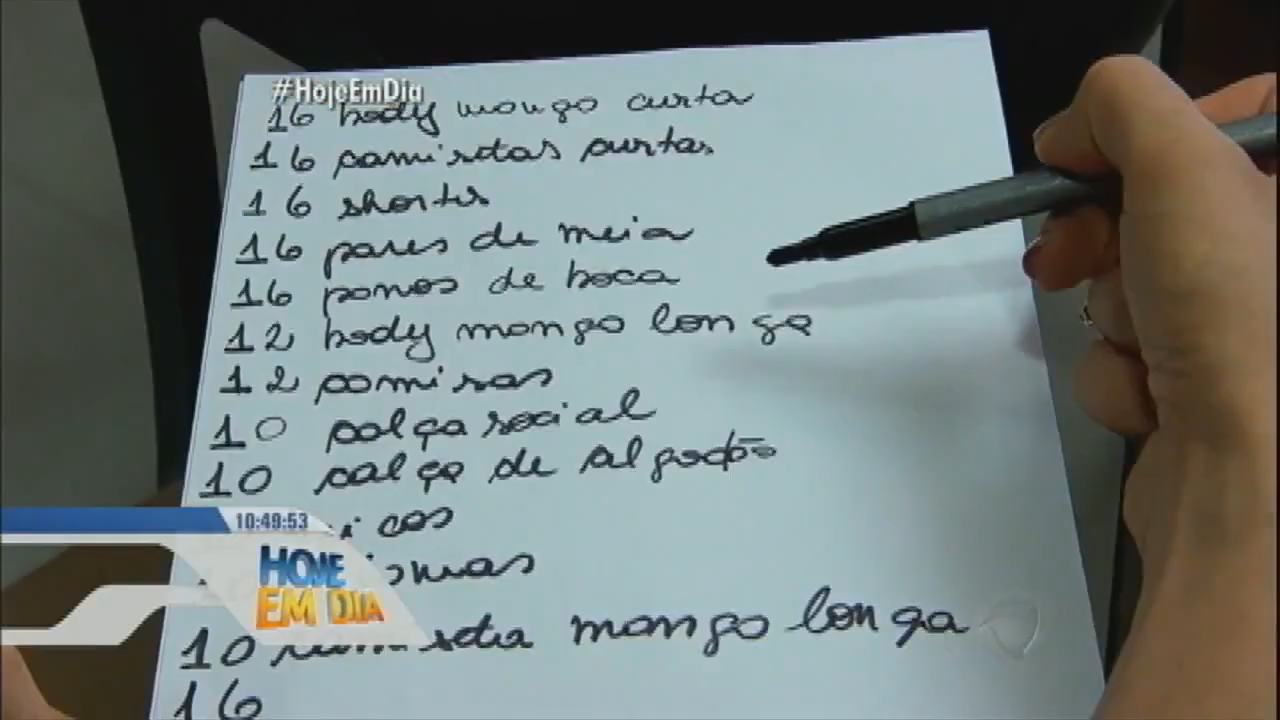 #HojeEmDia
16 body manga curta
16 camisetas curtas
16 shorts
16 pares de meia
16 panos de boca
12 body manga longa
12 camisas
10 calça social
10 calça de algodão
10:49:53
HOJE
EM DIA
10 camiseta manga longa
16